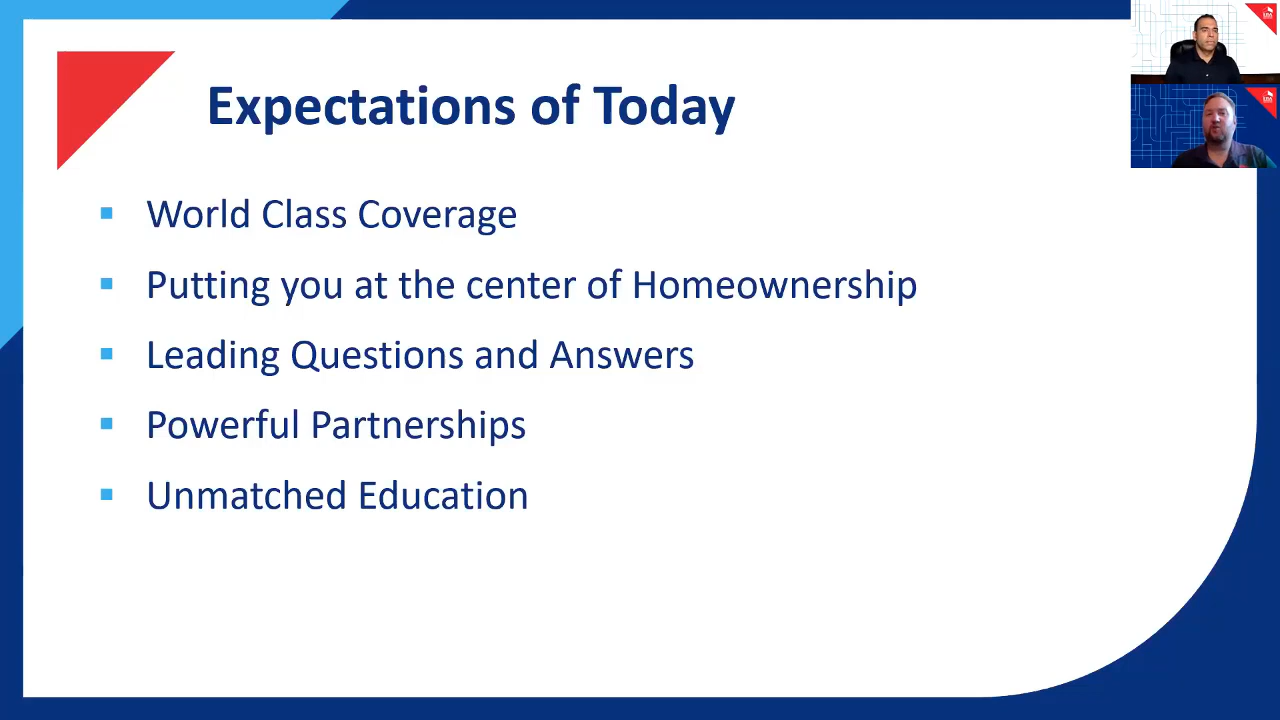 Expectations of Today
World Class Coverage
Putting you at the center of Homeownership
Leading Questions and Answers
Powerful Partnerships
Unmatched Education